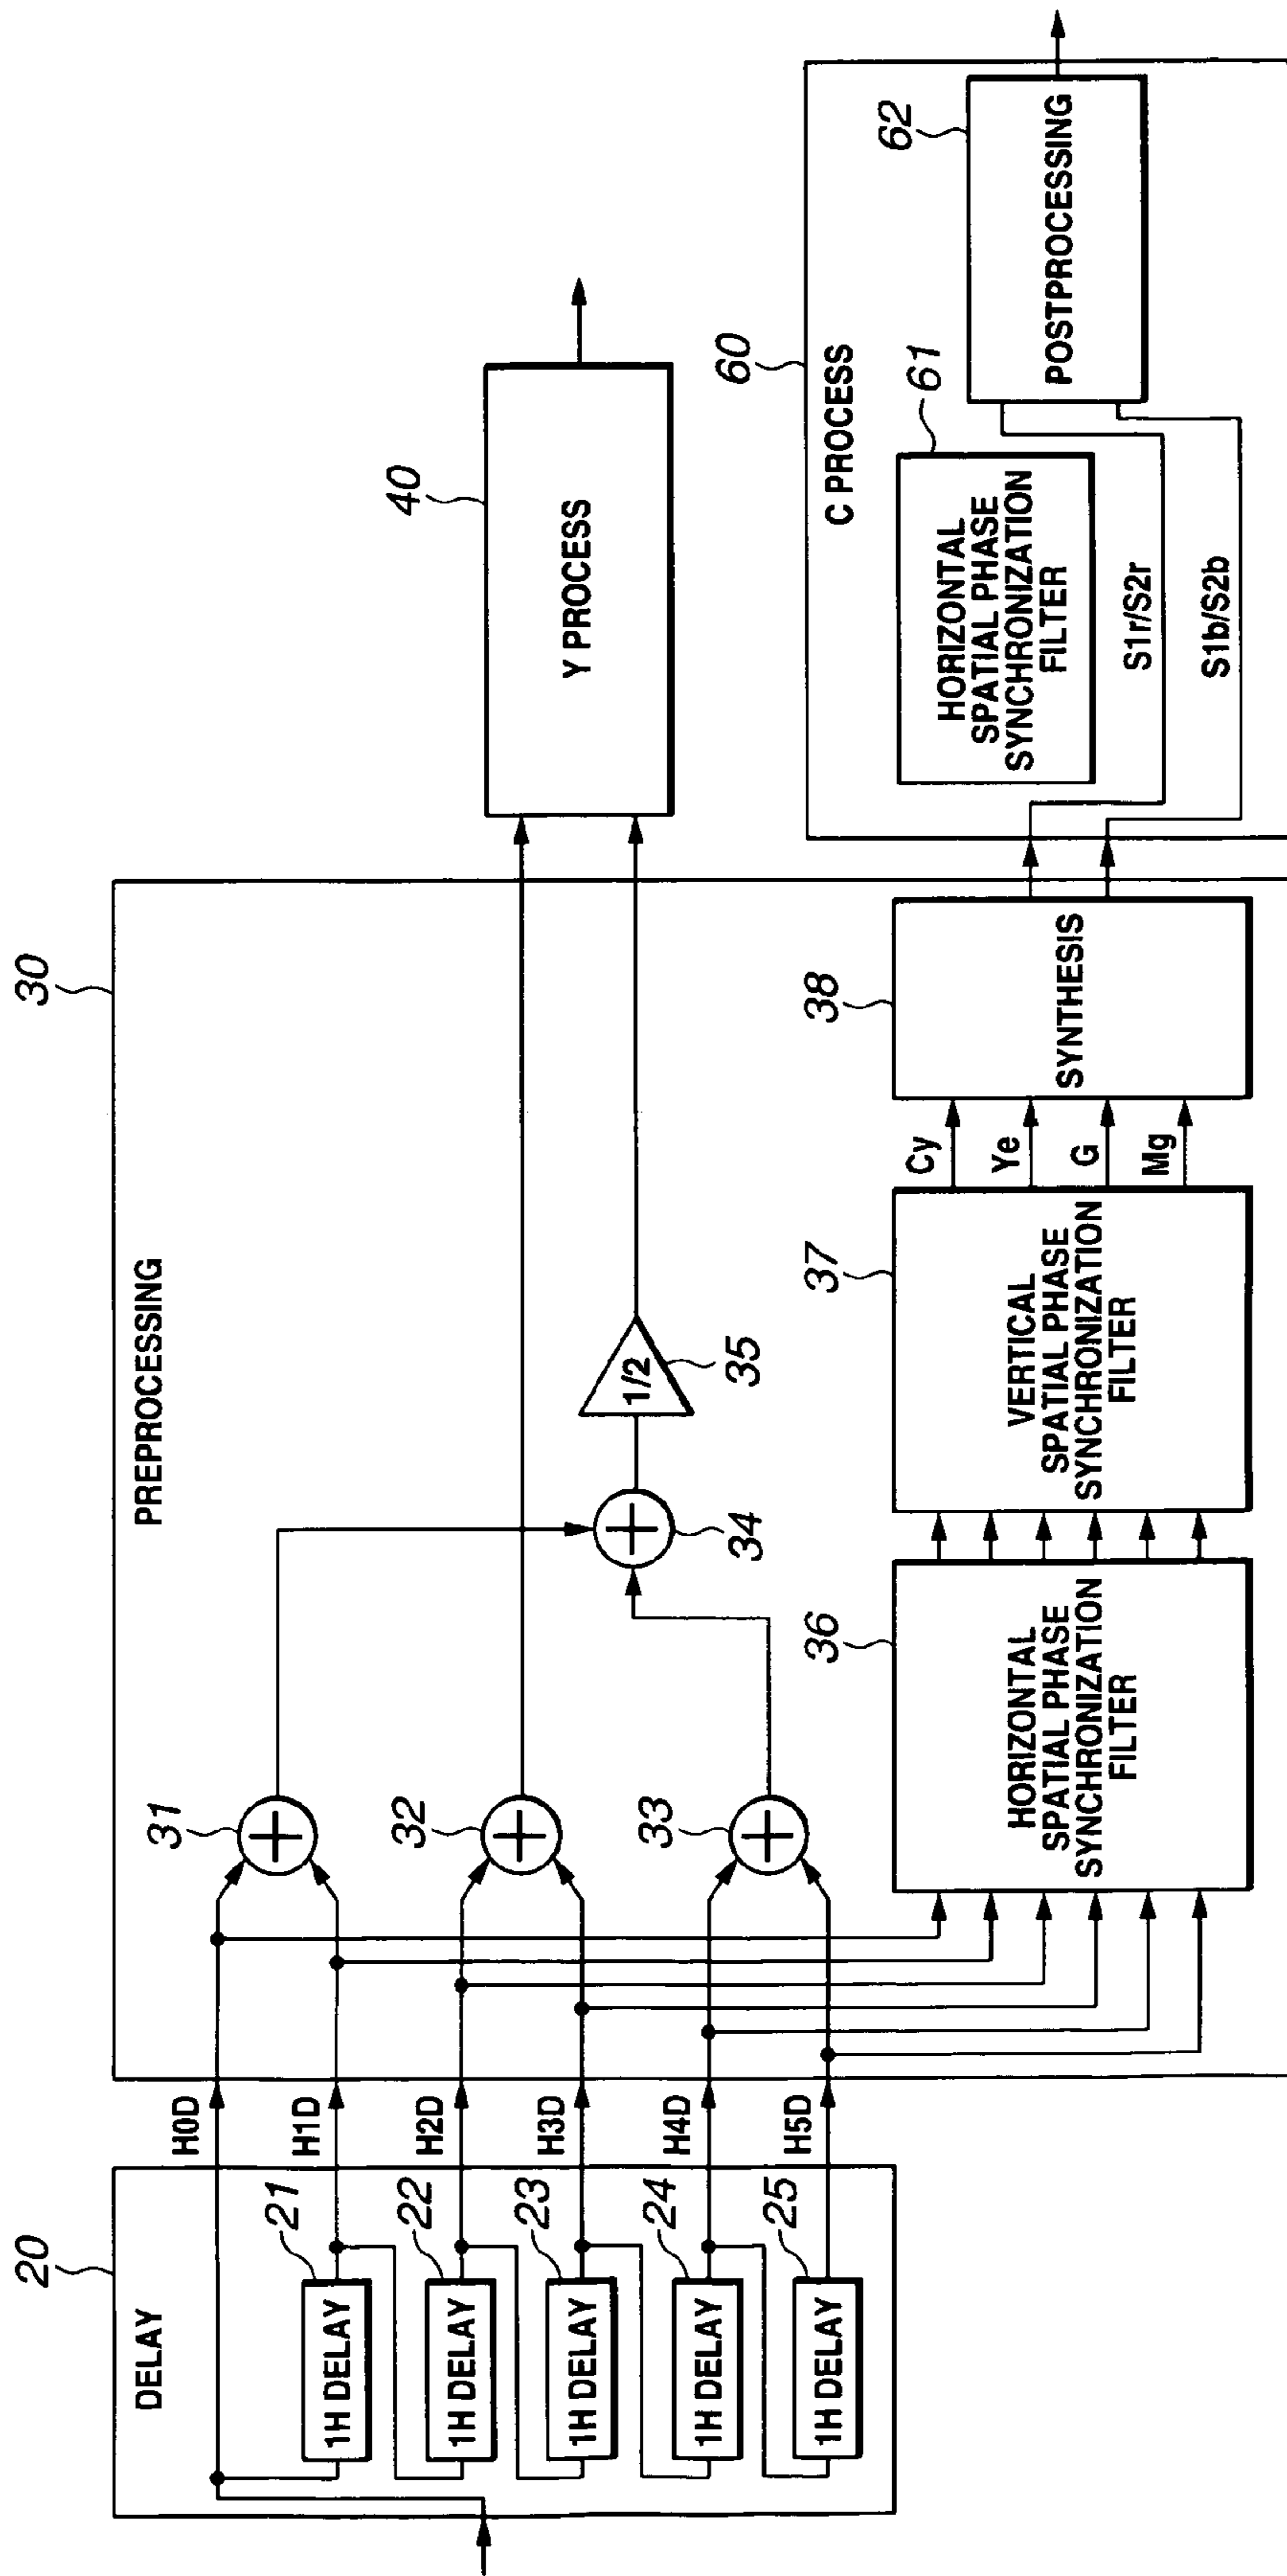 20
DELAY
21
1H DELAY
22
1H DELAY
23
1H DELAY
24
1H DELAY
25
1H DELAY
H0D
H1D
H2D
H3D
H4D
H5D
30
PREPROCESSING
31
32
33
34
1/2
35
36
HORIZONTAL
SPATIAL PHASE
SYNCHRONIZATION
FILTER
37
VERTICAL
SPATIAL PHASE
SYNCHRONIZATION
FILTER
Cy
Ye
G
Mg
38
SYNTHESIS
40
Y PROCESS
60
C PROCESS
61
HORIZONTAL
SPATIAL PHASE
SYNCHRONIZATION
FILTER
S1r/S2r
S1b/S2b
62
POSTPROCESSING